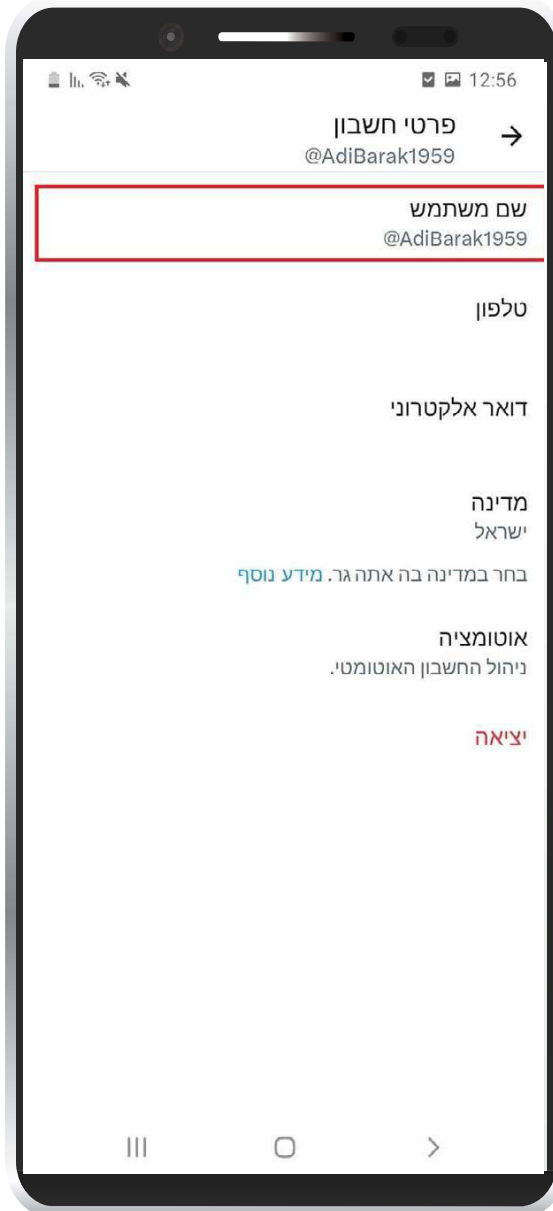 12:56
פרטי חשבון
@AdiBarak1959
שם משתמש
@AdiBarak1959
טלפון
דואר אלקטרוני
מדינה
ישראל
בחר במדינה בה אתה גר. מידע נוסף
אוטומציה
ניהול החשבון האוטומטי.
יציאה